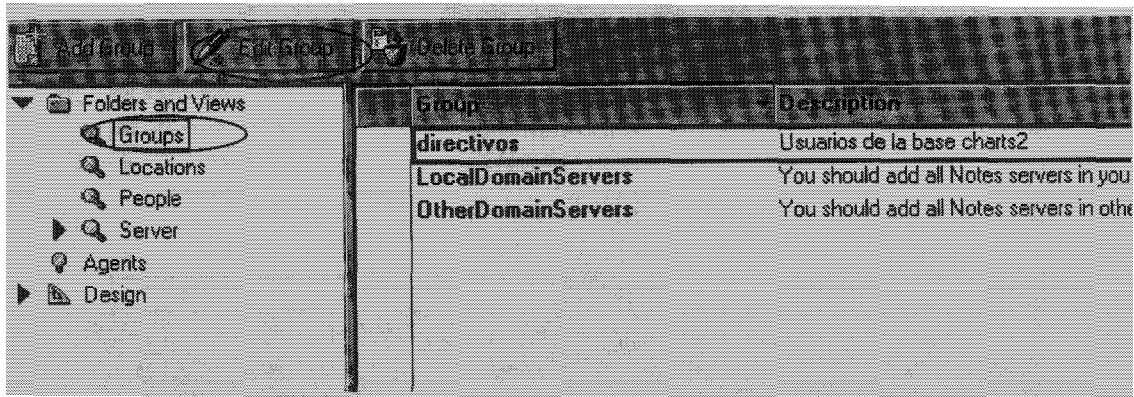 Add Group Edit Group Delete Group
Folders and Views
Groups
Locations
People
Server
Agents
Design
Group Description
directivos Usuarios de la base charts2
LocalDomainServers You should add all Notes servers in you
OtherDomainServers You should add all Notes servers in othe